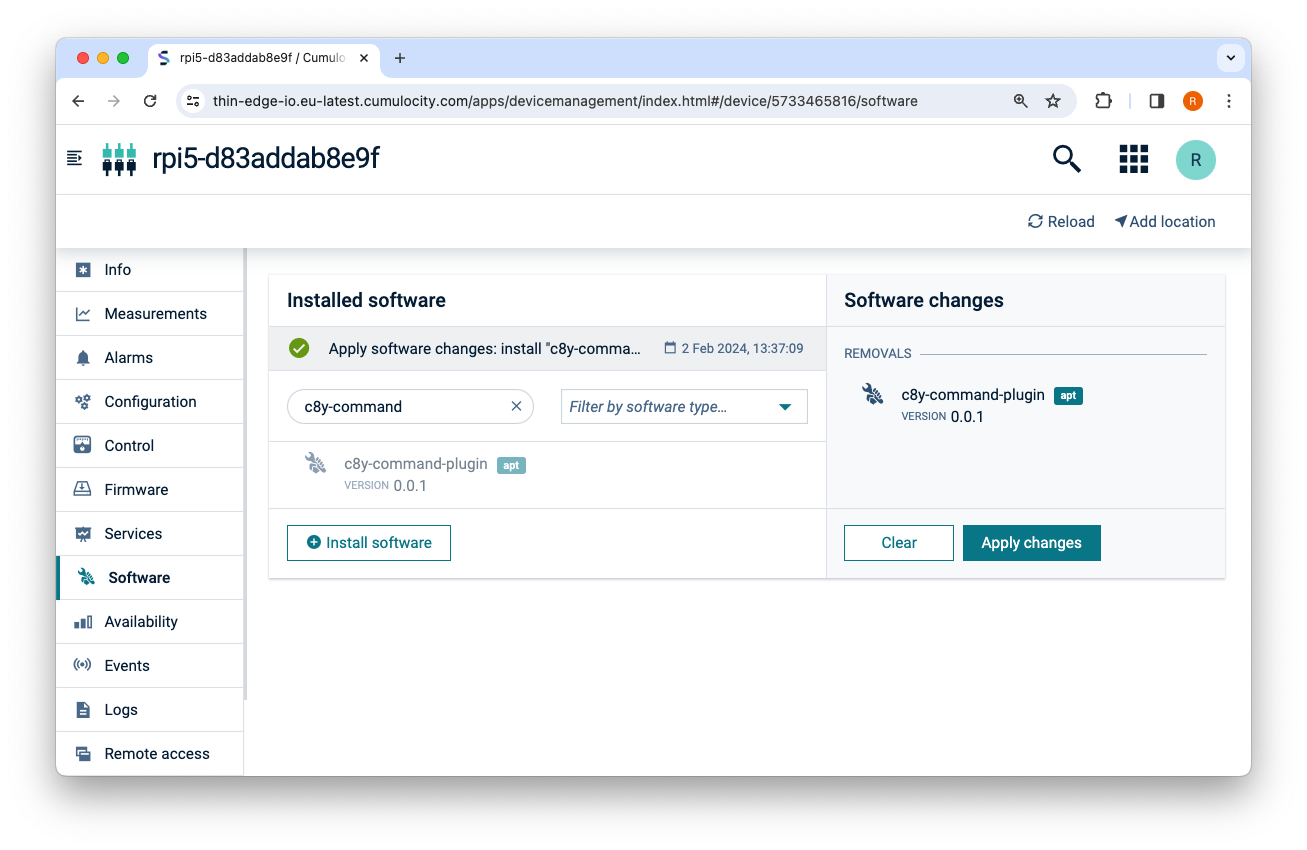 rpi5-d83addab8e9f / Cumulo
thin-edge-io.eu-latest.cumulocity.com/apps/devicemanagement/index.html#/device/5733465816/software
R
rpi5-d83addab8e9f
R
Reload
Add location
Info
Measurements
Alarms
Configuration
Control
Firmware
Services
Software
Availability
Events
Logs
Remote access
Installed software
Apply software changes: install "c8y-comma...
2 Feb 2024, 13:37:09
c8y-command
Filter by software type...
c8y-command-plugin apt
VERSION 0.0.1
Install software
Software changes
REMOVALS
c8y-command-plugin apt
VERSION 0.0.1
Clear
Apply changes